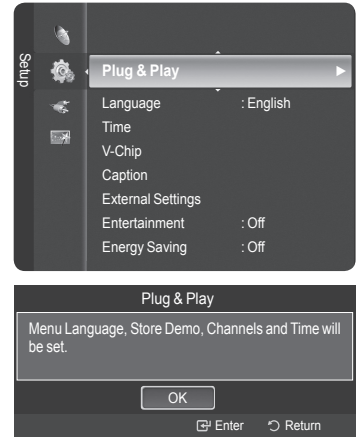 Setup
Plug & Play
Language : English
Time
V-Chip
Caption
External Settings
Entertainment : Off
Energy Saving : Off
Plug & Play
Menu Language, Store Demo, Channels and Time will
be set.
OK
Enter Return